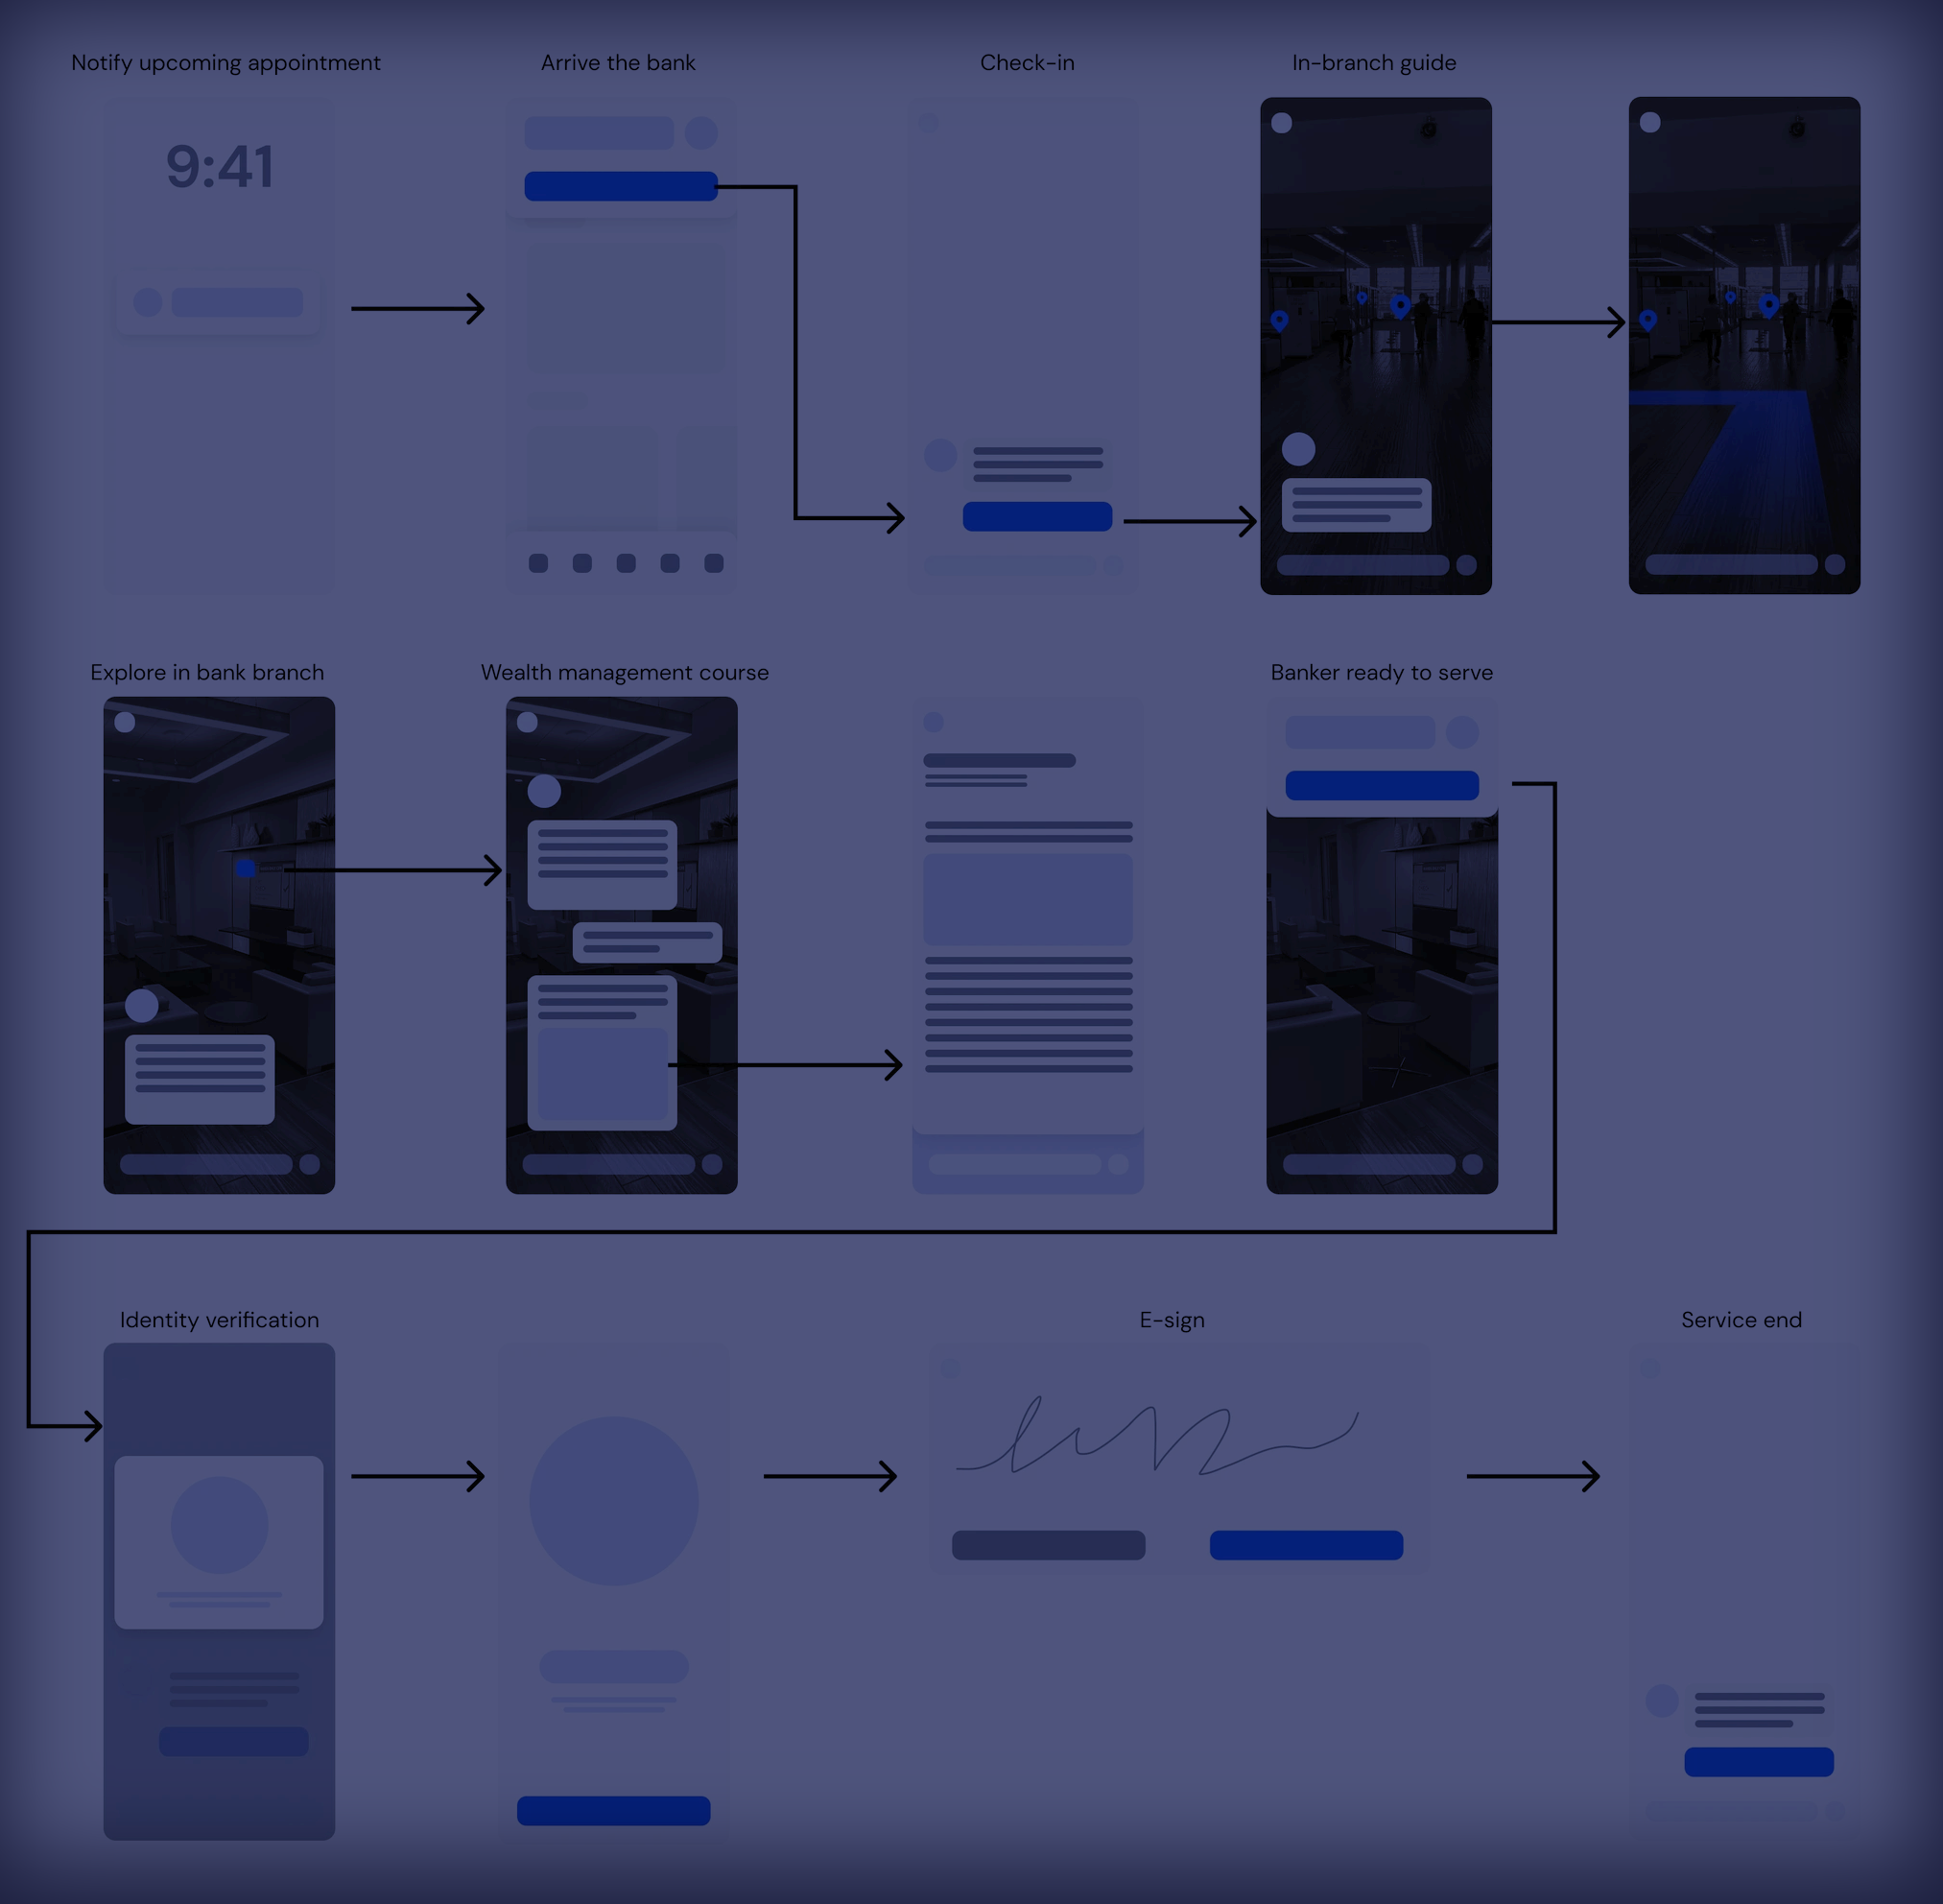 Notify upcoming appointment
Arrive the bank
Check-in
In-branch guide
9:41
Explore in bank branch
Wealth management course
Banker ready to serve
Identity verification
E-sign
Service end